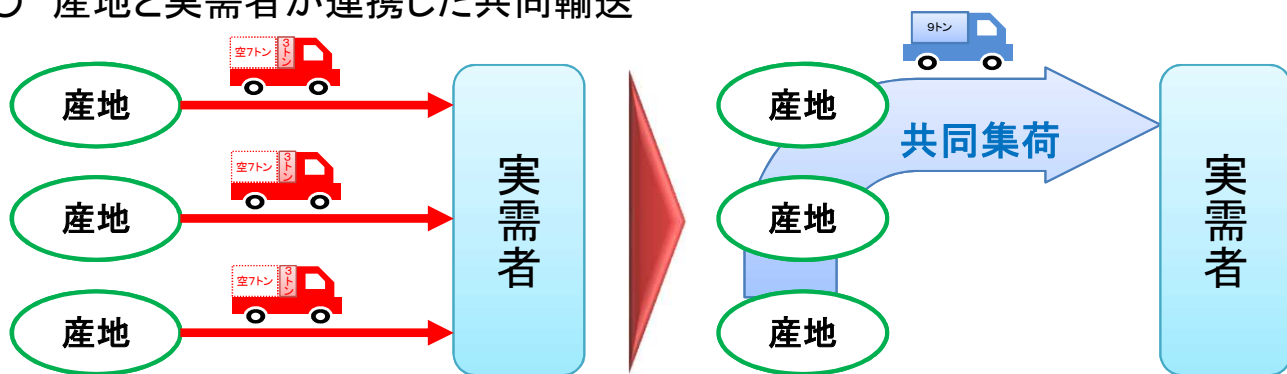 ○ 産地と実需者が連携した共同輸送
空7トン
3トン
産地
空7トン
3トン
産地
空7トン
3トン
産地
実需者
9トン
産地
共同集荷
産地
産地
実需者